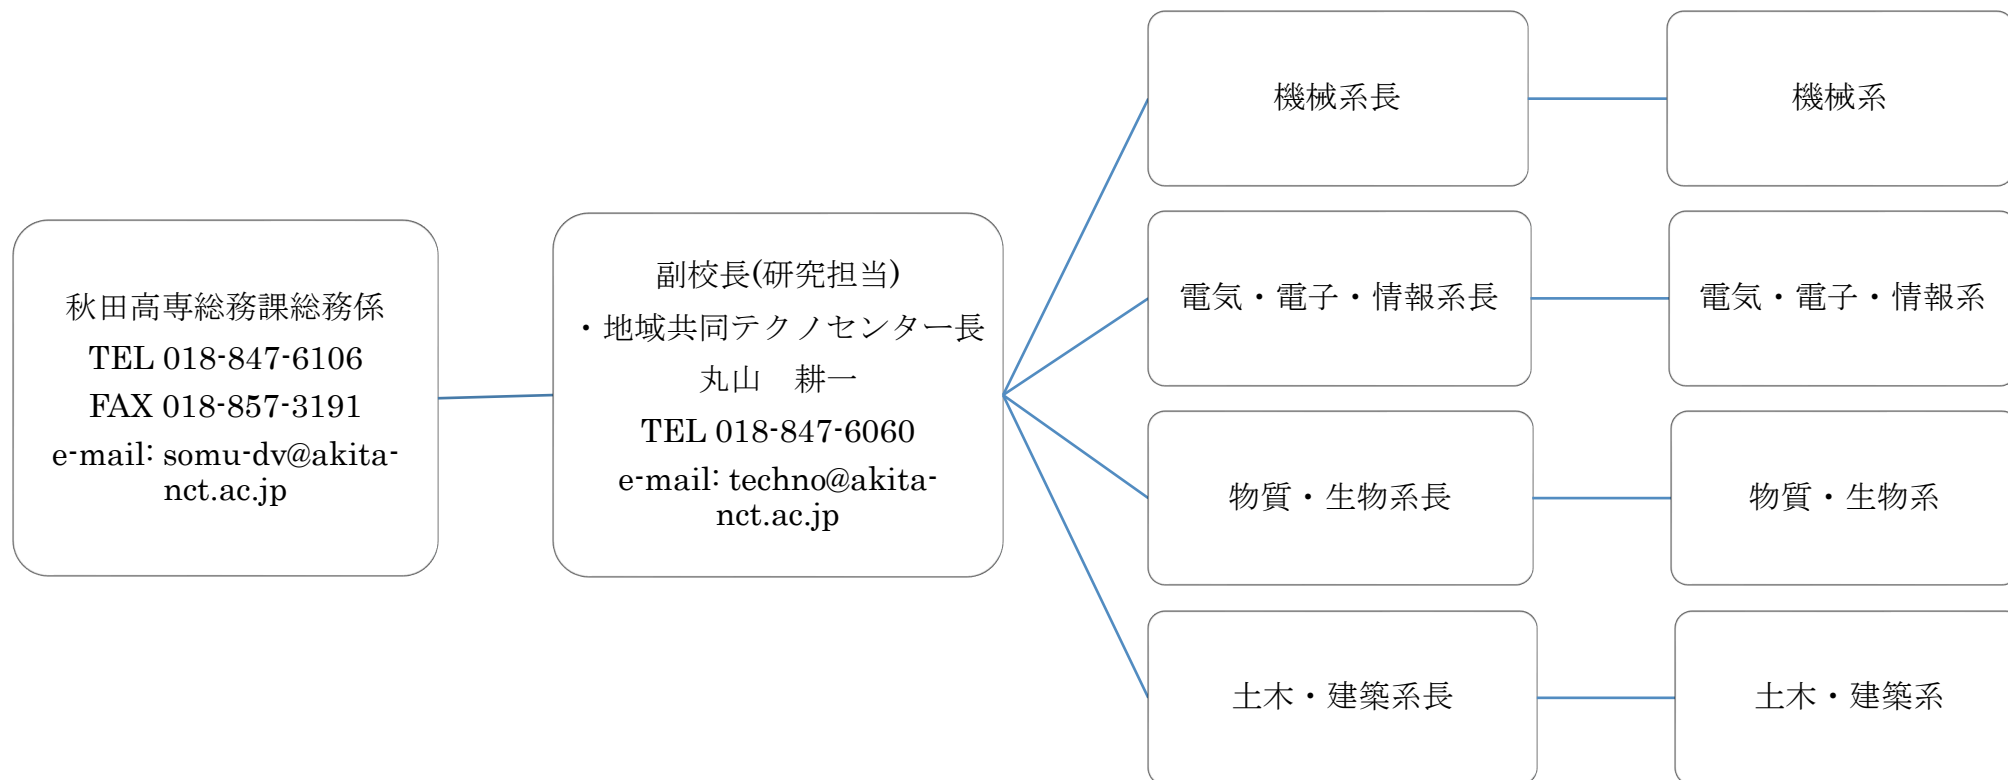 秋田高専総務課総務係
TEL 018-847-6106
FAX 018-857-3191
e-mail: somu-dv@akita-
nct.ac.jp
副校長(研究担当)
・地域共同テクノセンター長
丸山　耕一
TEL 018-847-6060
e-mail: techno@akita-
nct.ac.jp
機械系長
機械系
電気・電子・情報系長
電気・電子・情報系
物質・生物系長
物質・生物系
土木・建築系長
土木・建築系